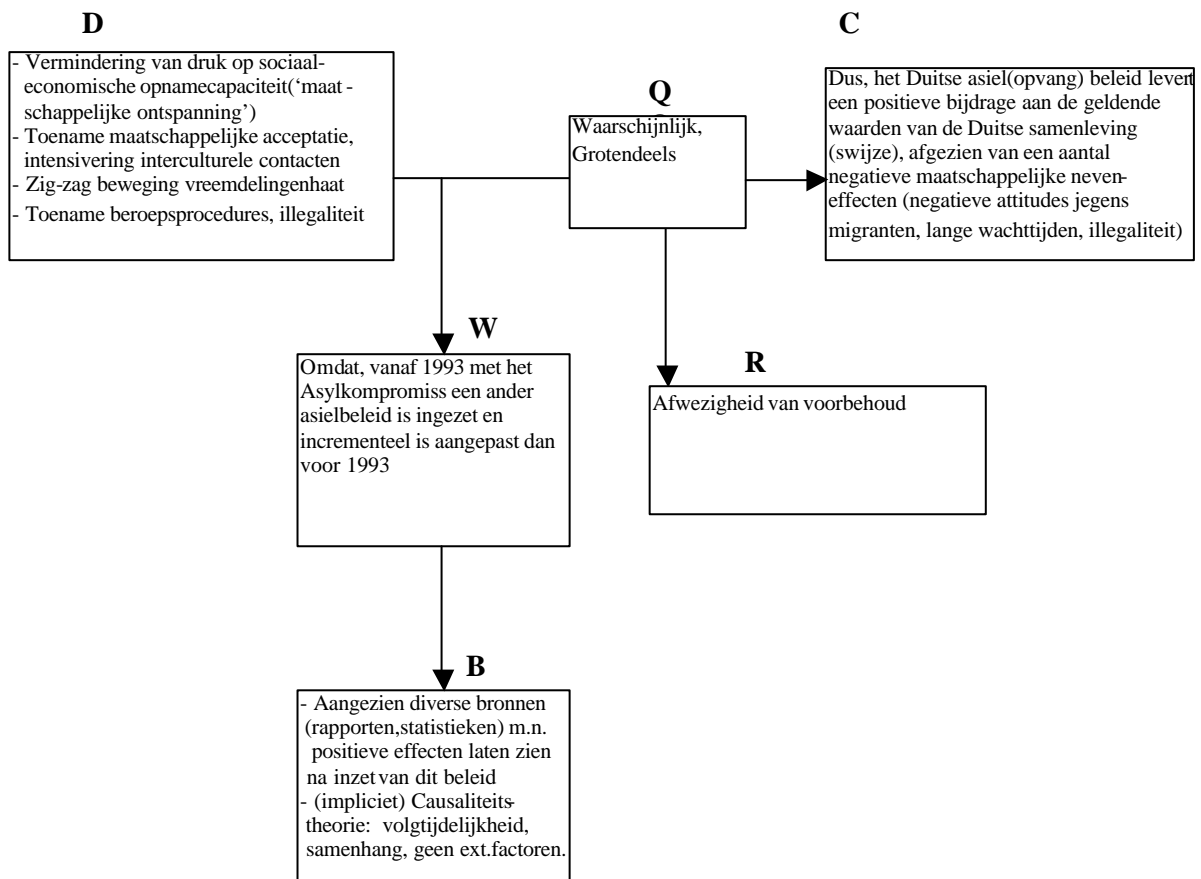 D
- Vermindering van druk op sociaal-
economische opnamecapaciteit(‘maat -
schappelijke ontspanning’)
- Toename maatschappelijke acceptatie,
intensivering interculturele contacten
- Zig-zag beweging vreemdelingenhaat
- Toename beroepsprocedures, illegaliteit
Q
Waarschijnlijk,
Grotendeels
C
Dus, het Duitse asiel(opvang) beleid levert
een positieve bijdrage aan de geldende
waarden van de Duitse samenleving
(swijze), afgezien van een aantal
negatieve maatschappelijke neven-
effecten (negatieve attitudes jegens
migranten, lange wachttijden, illegaliteit)
W
Omdat, vanaf 1993 met het
Asylkompromiss een ander
asielbeleid is ingezet en
incrementeel is aangepast dan
voor 1993
R
Afwezigheid van voorbehoud
B
- Aangezien diverse bronnen
(rapporten,statistieken) m.n.
positieve effecten laten zien
na inzet van dit beleid
- (impliciet) Causaliteits-
theorie: volgtijdelijkheid,
samenhang, geen ext.factoren.